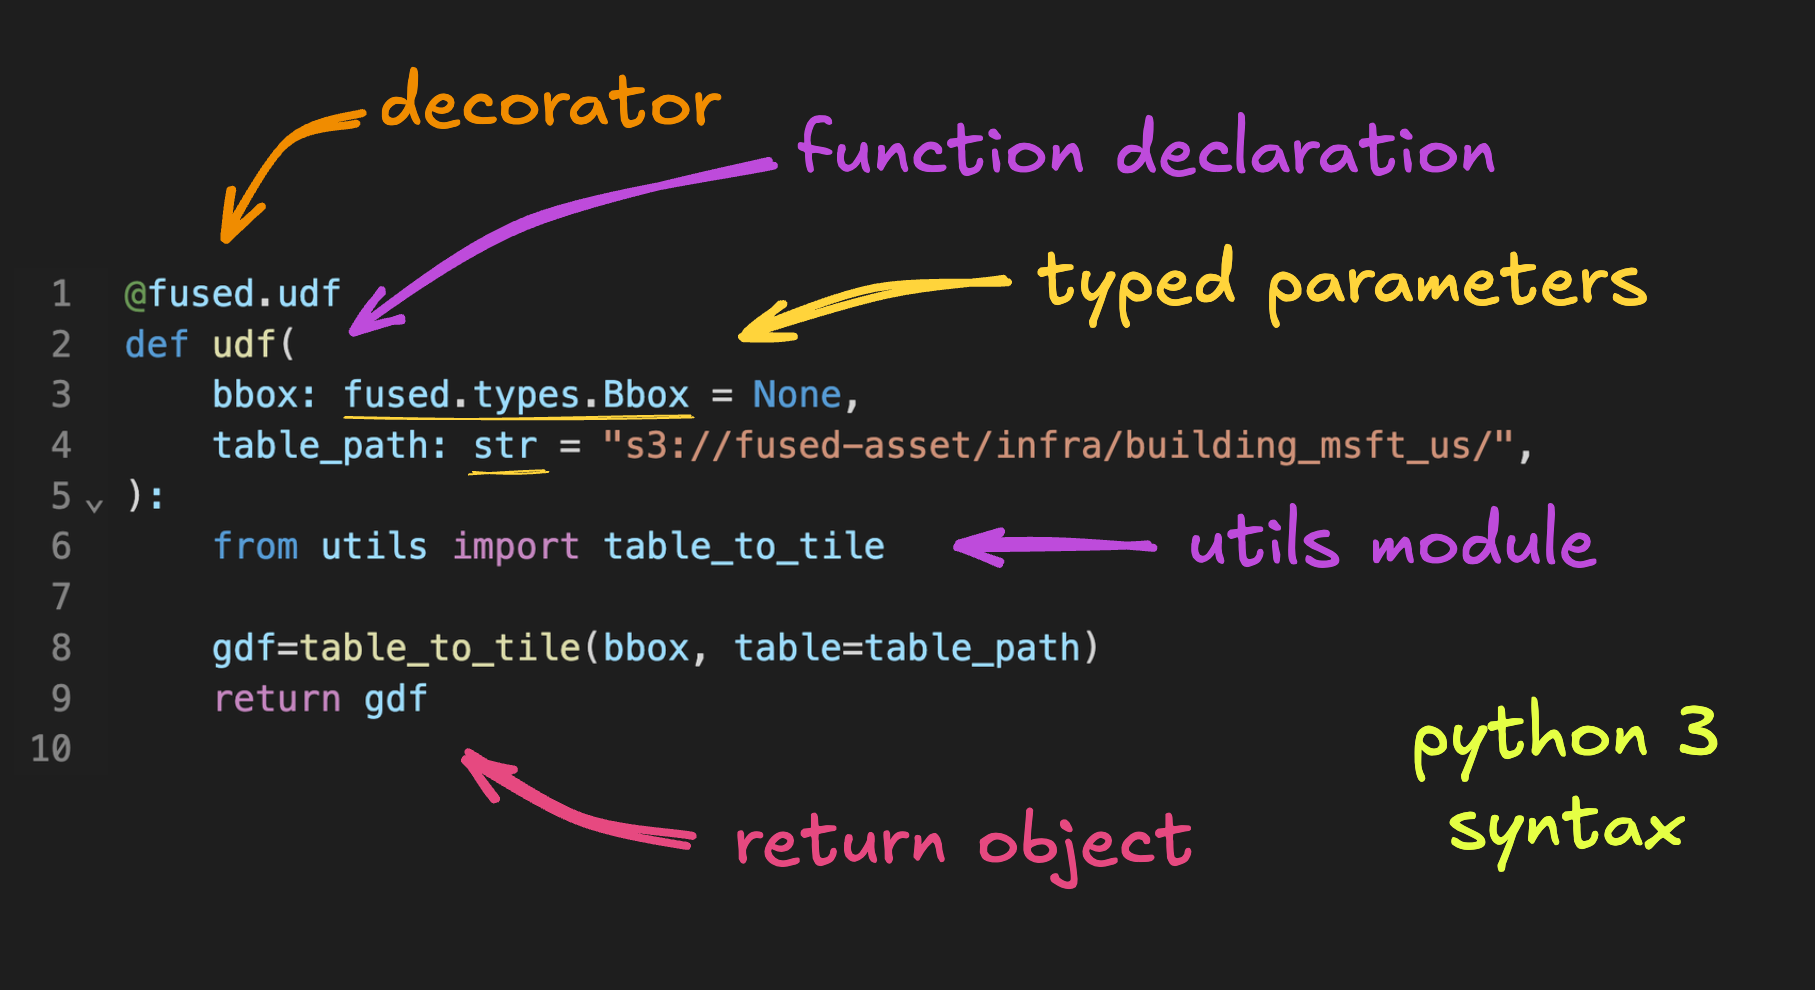 decorator
function declaration
typed parameters
1 @fused.udf
2 def udf(
3 bbox: fused.types.Bbox = None,
4 table_path: str = "s3://fused-asset/infra/building_msft_us/",
5 ):
6 from utils import table_to_tile
utils module
7
8 gdf=table_to_tile(bbox, table=table_path)
9 return gdf
10
python 3
syntax
return object